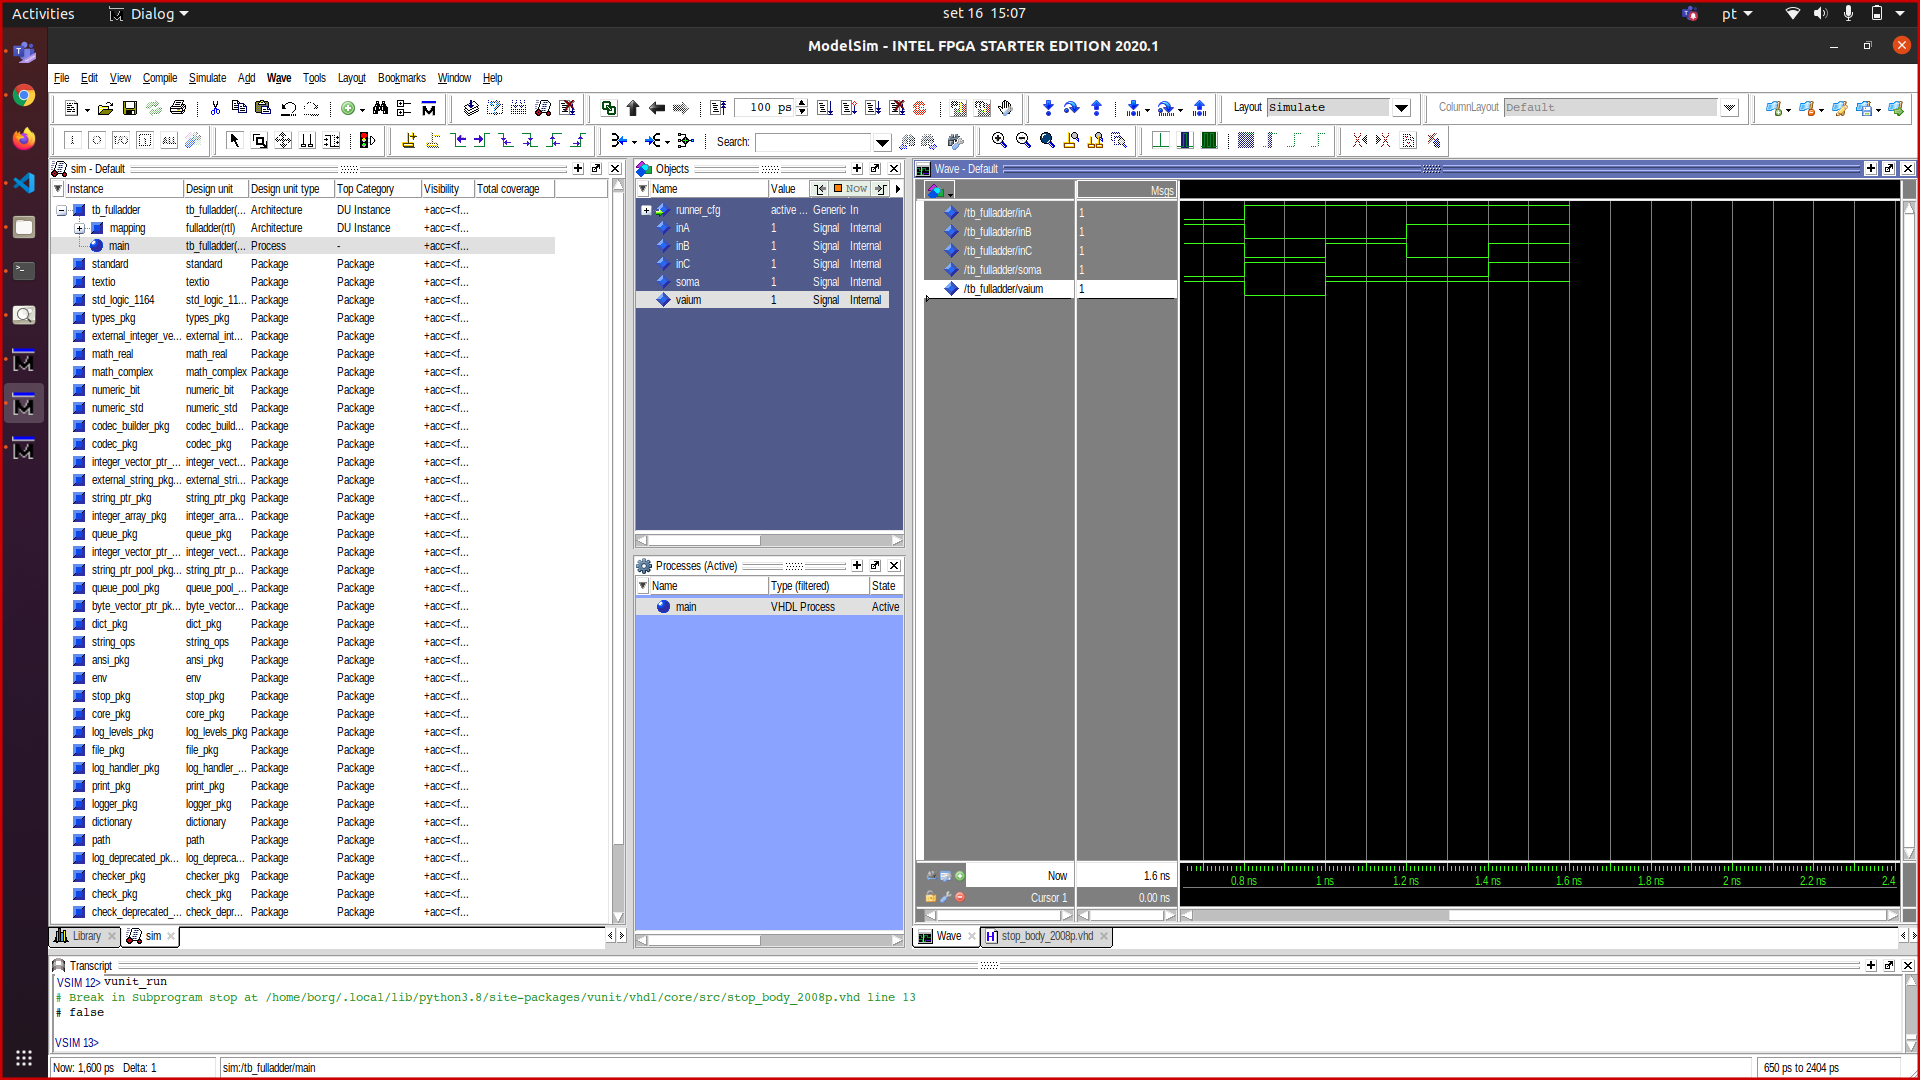 Activities Dialog set 16 15:07 pt
ModelSim - INTEL FPGA STARTER EDITION 2020.1
File Edit View Compile Simulate Add Wave Tools Layout Bookmarks Window Help
100 ps Layout Simulate ColumnLayout Default
Search:
sim - Default
Instance Design unit Design unit type Top Category Visibility Total coverage
tb_fulladder tb_fulladder(... Architecture DU Instance +acc=<f...
mapping fulladder(rtl) Architecture DU Instance +acc=<f...
main tb_fulladder(... Process - +acc=<f...
standard standard Package Package +acc=<f...
textio textio Package Package +acc=<f...
std_logic_1164 std_logic_11... Package Package +acc=<f...
types_pkg types_pkg Package Package +acc=<f...
external_integer_ve... external_int... Package Package +acc=<f...
math_real math_real Package Package +acc=<f...
math_complex math_complex Package Package +acc=<f...
numeric_bit numeric_bit Package Package +acc=<f...
numeric_std numeric_std Package Package +acc=<f...
codec_builder_pkg codec_build... Package Package +acc=<f...
codec_pkg codec_pkg Package Package +acc=<f...
integer_vector_ptr_... integer_vect... Package Package +acc=<f...
external_string_pkg... external_stri... Package Package +acc=<f...
string_ptr_pkg string_ptr_pkg Package Package +acc=<f...
integer_array_pkg integer_arra... Package Package +acc=<f...
queue_pkg queue_pkg Package Package +acc=<f...
integer_vector_ptr_... integer_vect... Package Package +acc=<f...
string_ptr_pool_pkg... string_ptr_p... Package Package +acc=<f...
queue_pool_pkg queue_pool_... Package Package +acc=<f...
byte_vector_ptr_pk... byte_vector... Package Package +acc=<f...
dict_pkg dict_pkg Package Package +acc=<f...
string_ops string_ops Package Package +acc=<f...
ansi_pkg ansi_pkg Package Package +acc=<f...
env env Package Package +acc=<f...
stop_pkg stop_pkg Package Package +acc=<f...
core_pkg core_pkg Package Package +acc=<f...
log_levels_pkg log_levels_pkg Package Package +acc=<f...
file_pkg file_pkg Package Package +acc=<f...
log_handler_pkg log_handler_... Package Package +acc=<f...
print_pkg print_pkg Package Package +acc=<f...
logger_pkg logger_pkg Package Package +acc=<f...
dictionary dictionary Package Package +acc=<f...
path path Package Package +acc=<f...
log_deprecated_pk... log_depreca... Package Package +acc=<f...
checker_pkg checker_pkg Package Package +acc=<f...
check_pkg check_pkg Package Package +acc=<f...
check_deprecated_... check_depr... Package Package +acc=<f...
Library sim
Objects
Name Value Now
runner_cfg active ... Generic In
inA 1 Signal Internal
inB 1 Signal Internal
inC 1 Signal Internal
soma 1 Signal Internal
vaium 1 Signal Internal
Processes (Active)
Name Type (filtered) State
main VHDL Process Active
Wave - Default
Msgs
/tb_fulladder/inA 1
/tb_fulladder/inB 1
/tb_fulladder/inC 1
/tb_fulladder/soma 1
/tb_fulladder/vaium 1
Now 1.6 ns
Cursor 1 0.00 ns
0.8 ns 1 ns 1.2 ns 1.4 ns 1.6 ns 1.8 ns 2 ns 2.2 ns 2.4
Wave stop_body_2008p.vhd
Transcript
VSIM 12> vunit_run
# Break in Subprogram stop at /home/borg/.local/lib/python3.8/site-packages/vunit/vhdl/core/src/stop_body_2008p.vhd line 13
# false
VSIM 13>
Now: 1,600 ps Delta: 1 sim:/tb_fulladder/main 650 ps to 2404 ps